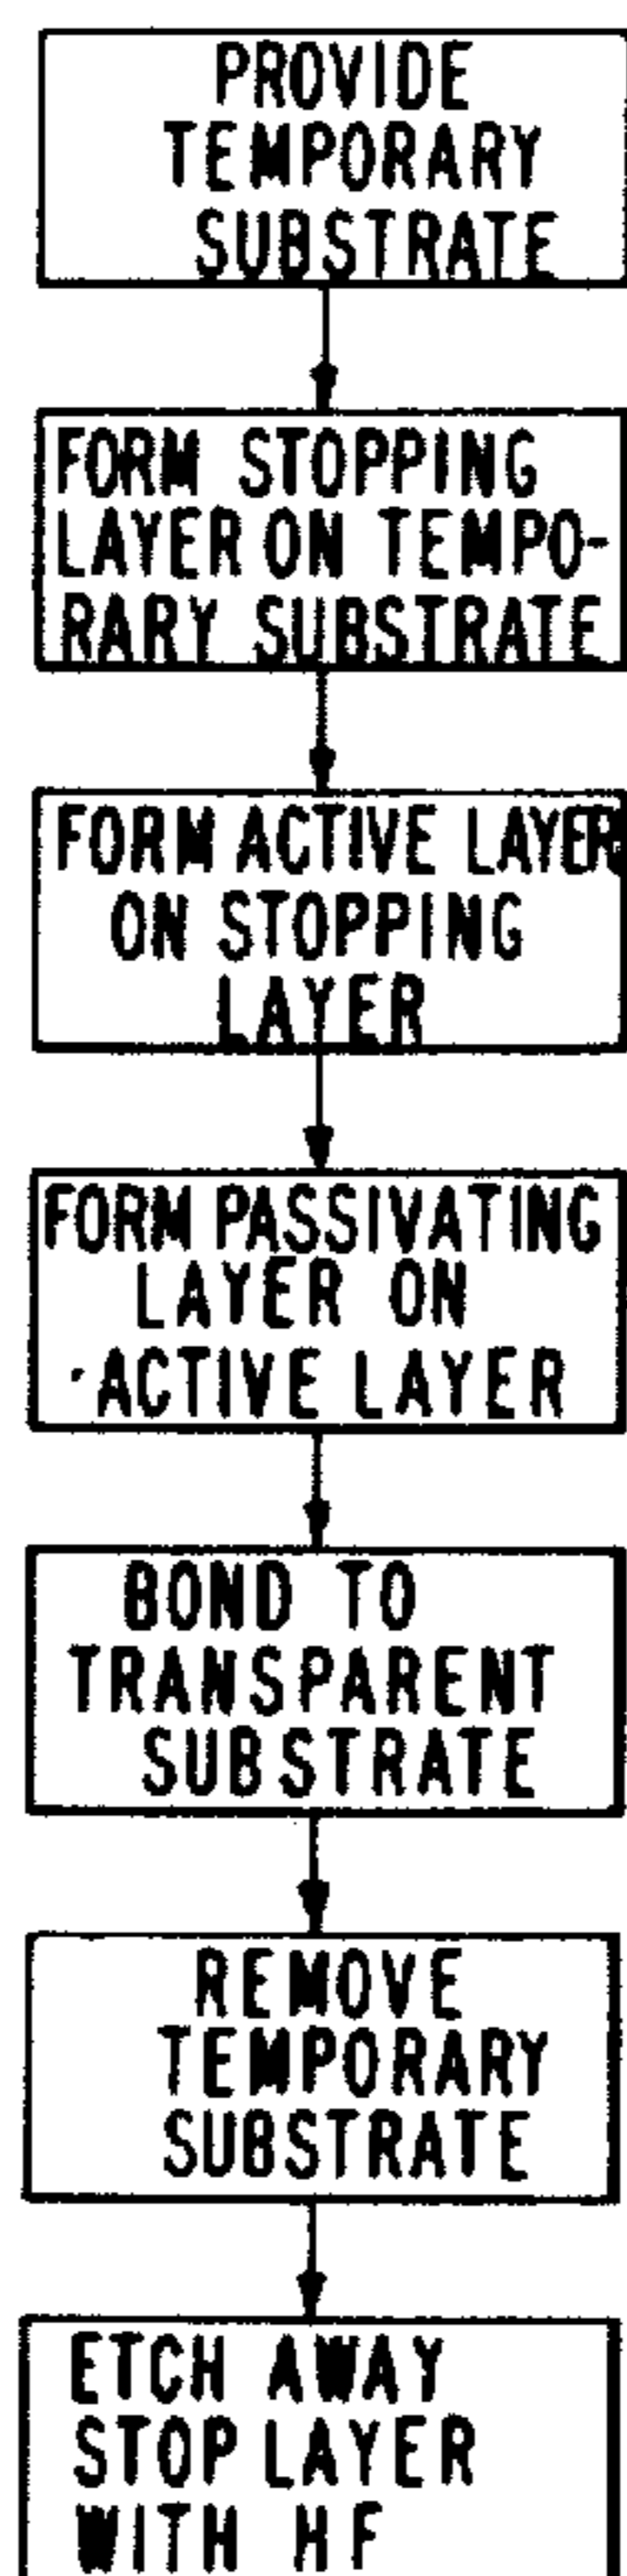 PROVIDE
TEMPORARY
SUBSTRATE
FORM STOPPING
LAYER ON TEMPO-
RARY SUBSTRATE
FORM ACTIVE LAYER
ON STOPPING
LAYER
FORM PASSIVATING
LAYER ON
ACTIVE LAYER
BOND TO
TRANSPARENT
SUBSTRATE
REMOVE
TEMPORARY
SUBSTRATE
ETCH AWAY
STOP LAYER
WITH HF